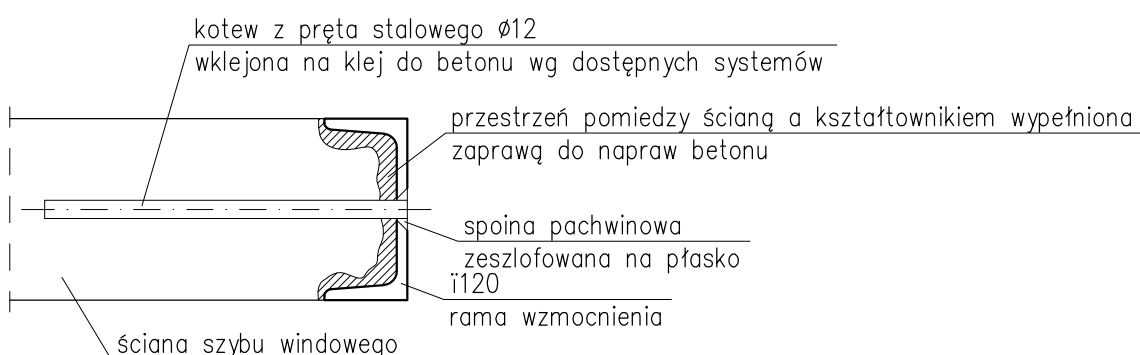 kotew z pręta stalowego Ø12
wklejona na klej do betonu wg dostępnych systemów
przestrzeń pomiedzy ścianą a kształtownikiem wypełniona
zaprawą do napraw betonu
spoina pachwinowa
zeszlofowana na płasko
ï120
rama wzmocnienia
ściana szybu windowego